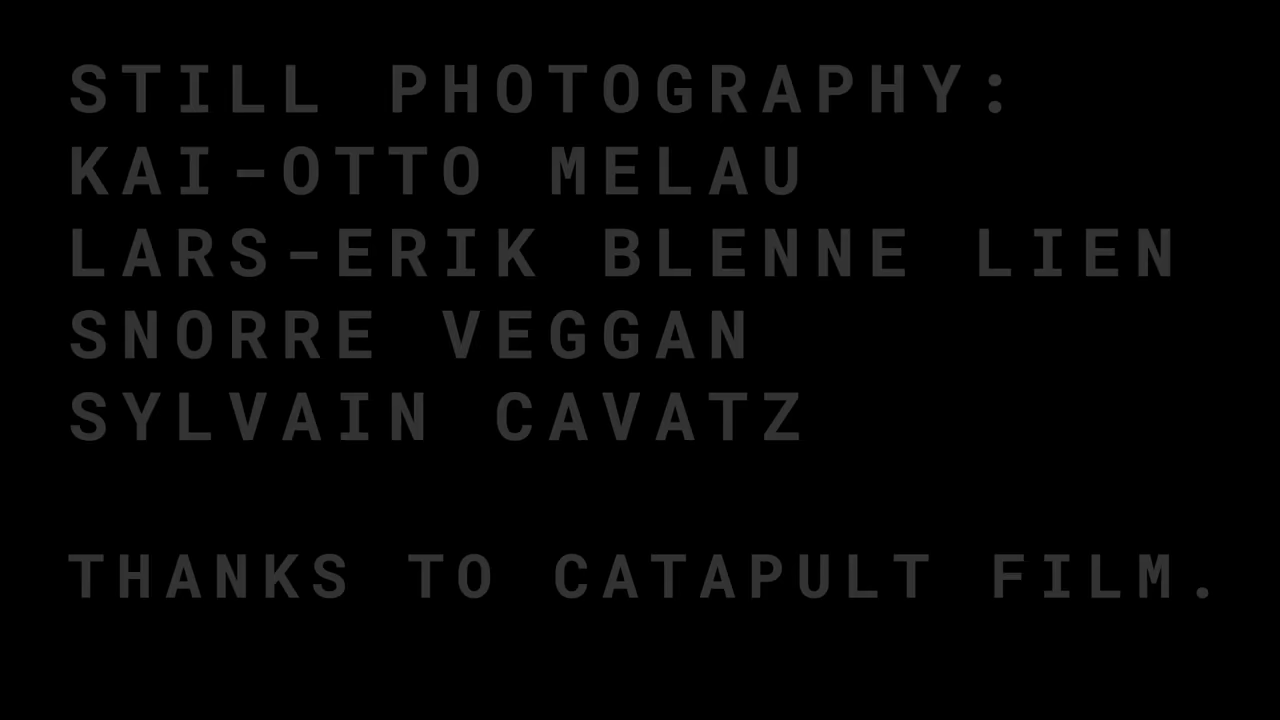 STILL PHOTOGRAPHY:
KAI-OTTO MELAU
LARS-ERIK BLENNE LIEN
SNORRE VEGGAN
SYLVAIN CAVATZ
THANKS TO CATAPULT FILM.